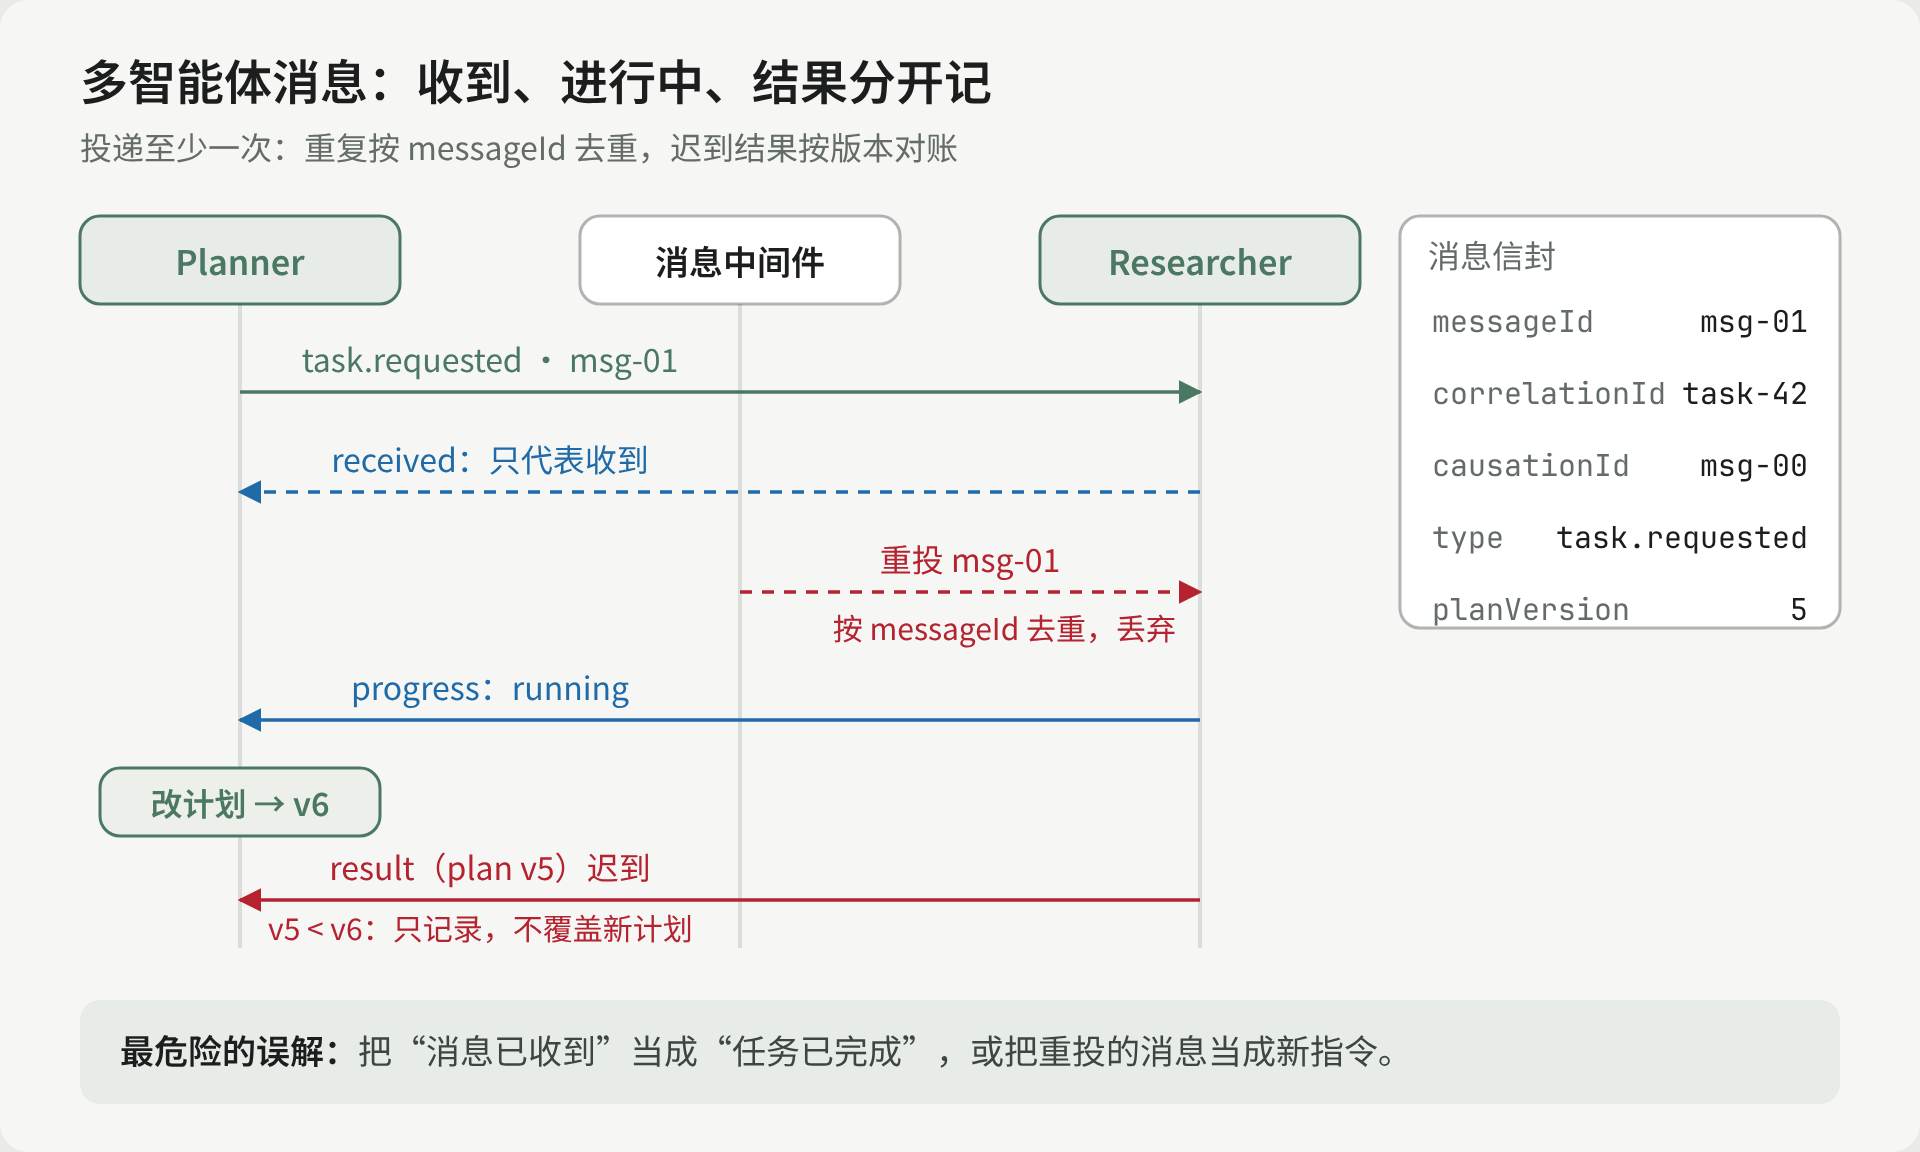 多智能体消息：收到、进行中、结果分开记
投递至少一次：重复按 messageId 去重，迟到结果按版本对账
Planner
消息中间件
Researcher
消息信封
messageId msg-01
correlationId task-42
causationId msg-00
type task.requested
planVersion 5
task.requested · msg-01
received：只代表收到
重投 msg-01
按 messageId 去重，丢弃
progress：running
改计划 → v6
result（plan v5）迟到
v5 < v6：只记录，不覆盖新计划
最危险的误解：把“消息已收到”当成“任务已完成”，或把重投的消息当成新指令。